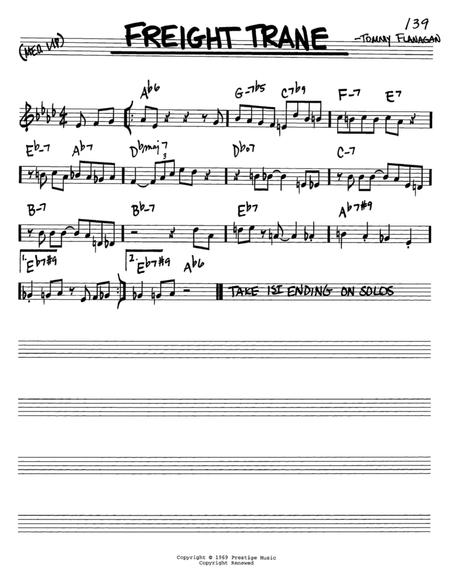 139
(MED. UP)
FREIGHT TRANE
-TOMMY FLANAGAN
Ab6 G-7b5 C7b9 F-7 E7
Eb-7 Ab7 Dbmaj7 Dbo7 C-7
3
B-7 Bb-7 Eb7 Ab7#9
1. Eb7#9 2. Eb7#9 Ab6
TAKE 1ST ENDING ON SOLOS
Copyright © 1969 Prestige Music
Copyright Renewed